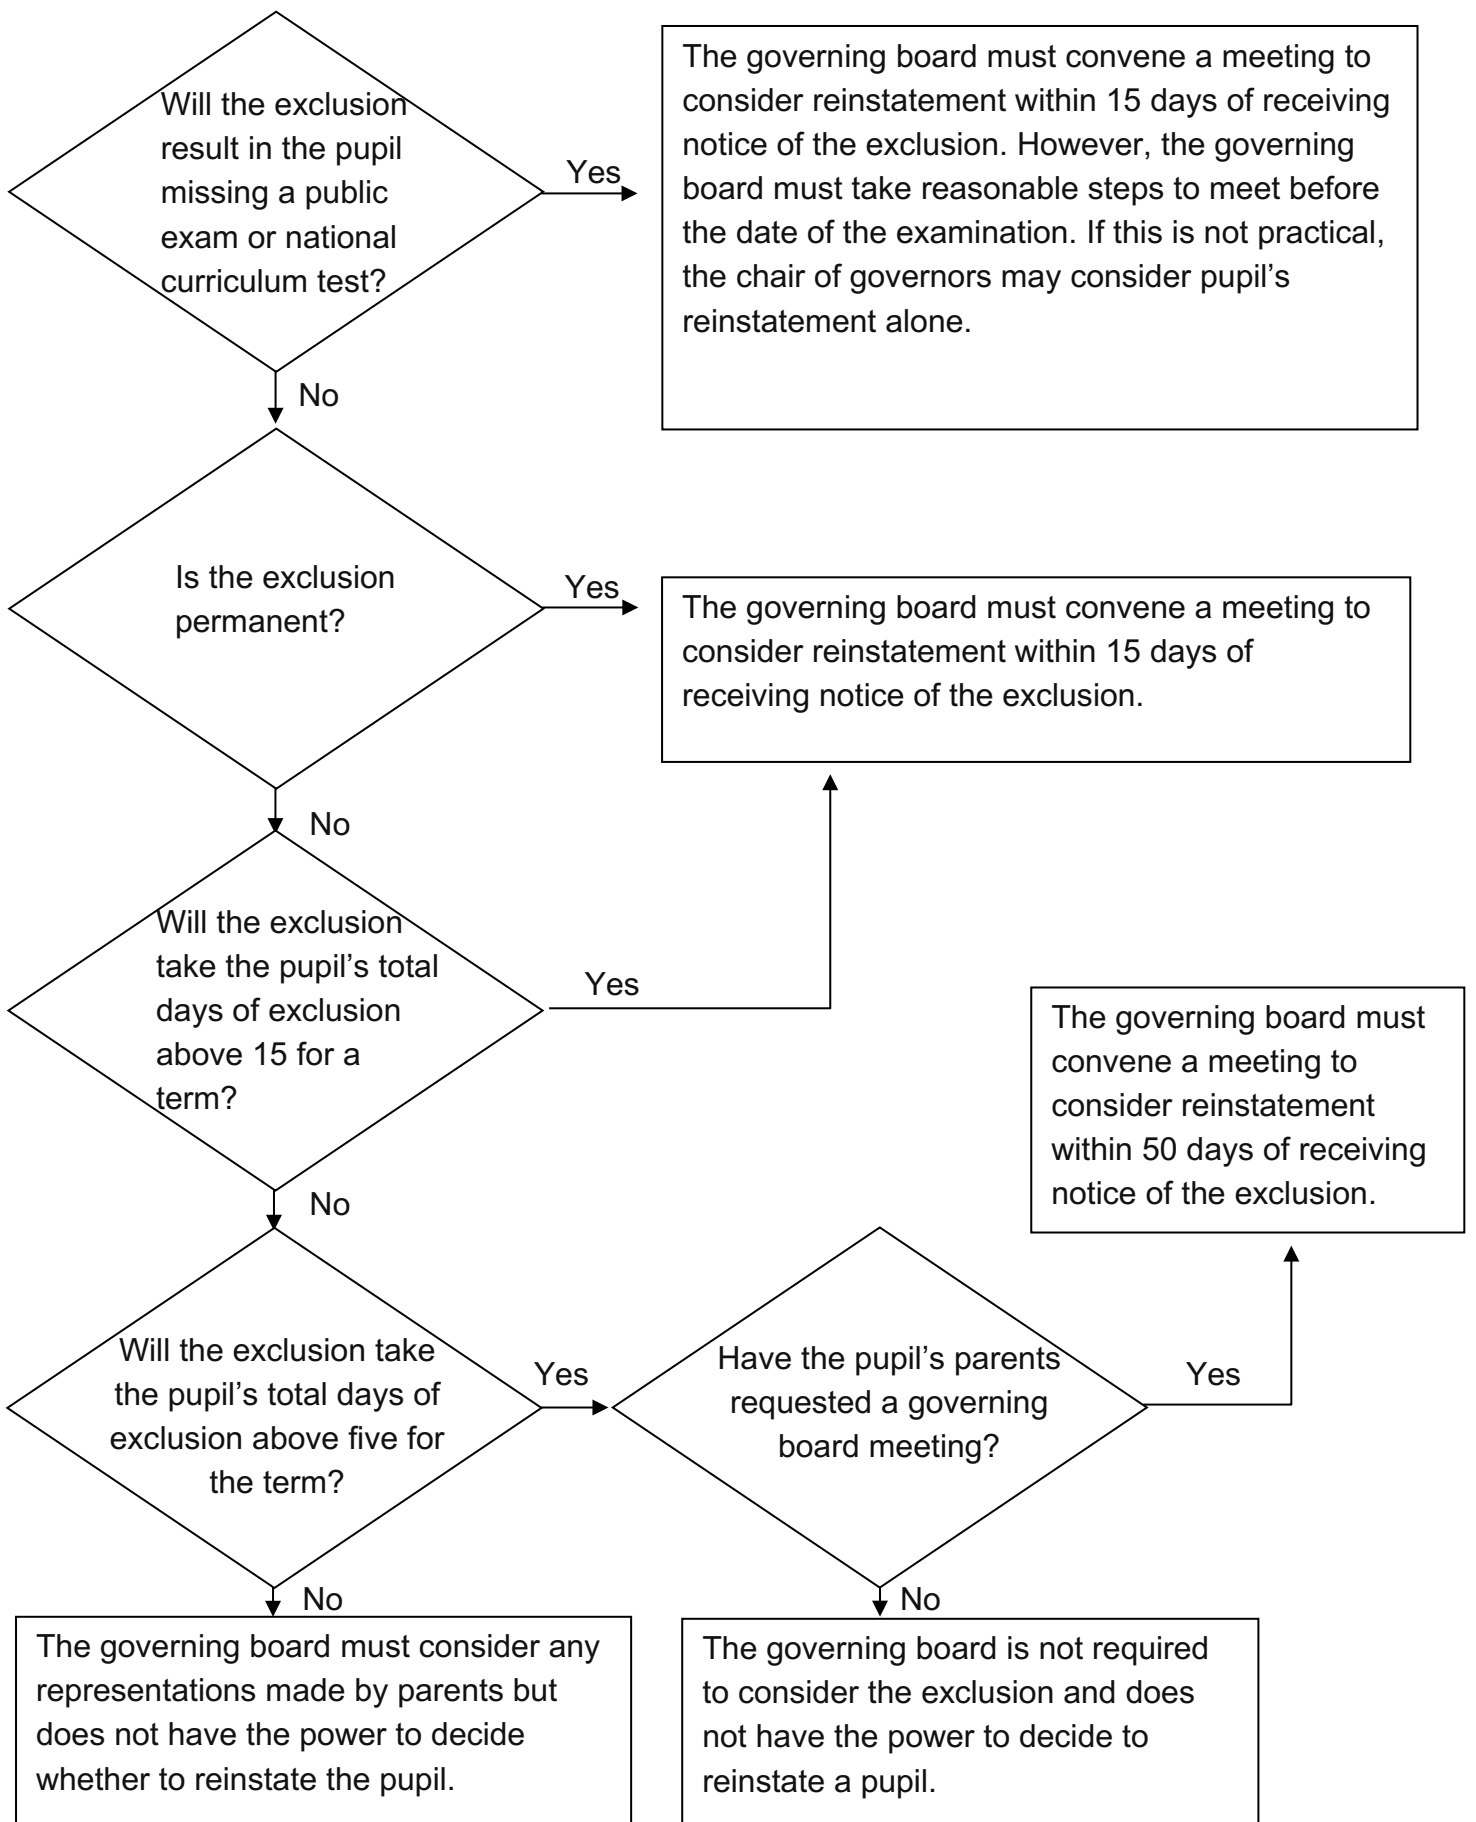 Will the exclusion
result in the pupil
missing a public
exam or national
curriculum test?
Yes
The governing board must convene a meeting to
consider reinstatement within 15 days of receiving
notice of the exclusion. However, the governing
board must take reasonable steps to meet before
the date of the examination. If this is not practical,
the chair of governors may consider pupil’s
reinstatement alone.
No
Is the exclusion
permanent?
Yes
The governing board must convene a meeting to
consider reinstatement within 15 days of
receiving notice of the exclusion.
No
Will the exclusion
take the pupil’s total
days of exclusion
above 15 for a
term?
Yes
The governing board must
convene a meeting to
consider reinstatement
within 50 days of receiving
notice of the exclusion.
No
Will the exclusion take
the pupil’s total days of
exclusion above five for
the term?
Yes
Have the pupil’s parents
requested a governing
board meeting?
Yes
No
The governing board must consider any
representations made by parents but
does not have the power to decide
whether to reinstate the pupil.
No
The governing board is not required
to consider the exclusion and does
not have the power to decide to
reinstate a pupil.